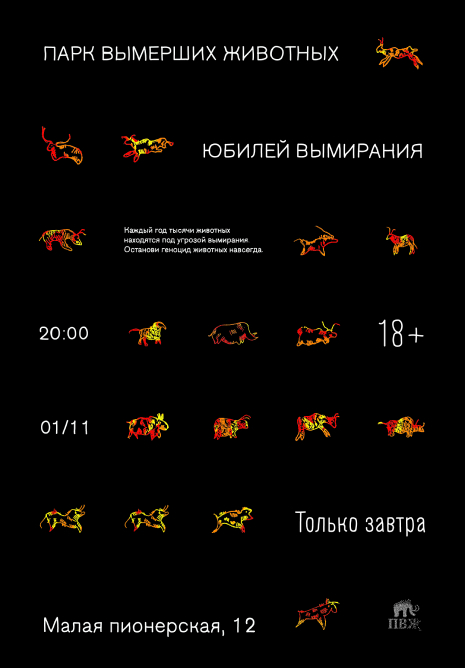 ПАРК ВЫМЕРШИХ ЖИВОТНЫХ
ЮБИЛЕЙ ВЫМИРАНИЯ
Каждый год тысячи животных
находятся под угрозой вымирания.
Останови геноцид животных навсегда.
20:00
18+
01/11
Только завтра
Малая пионерская, 12
ПВЖ